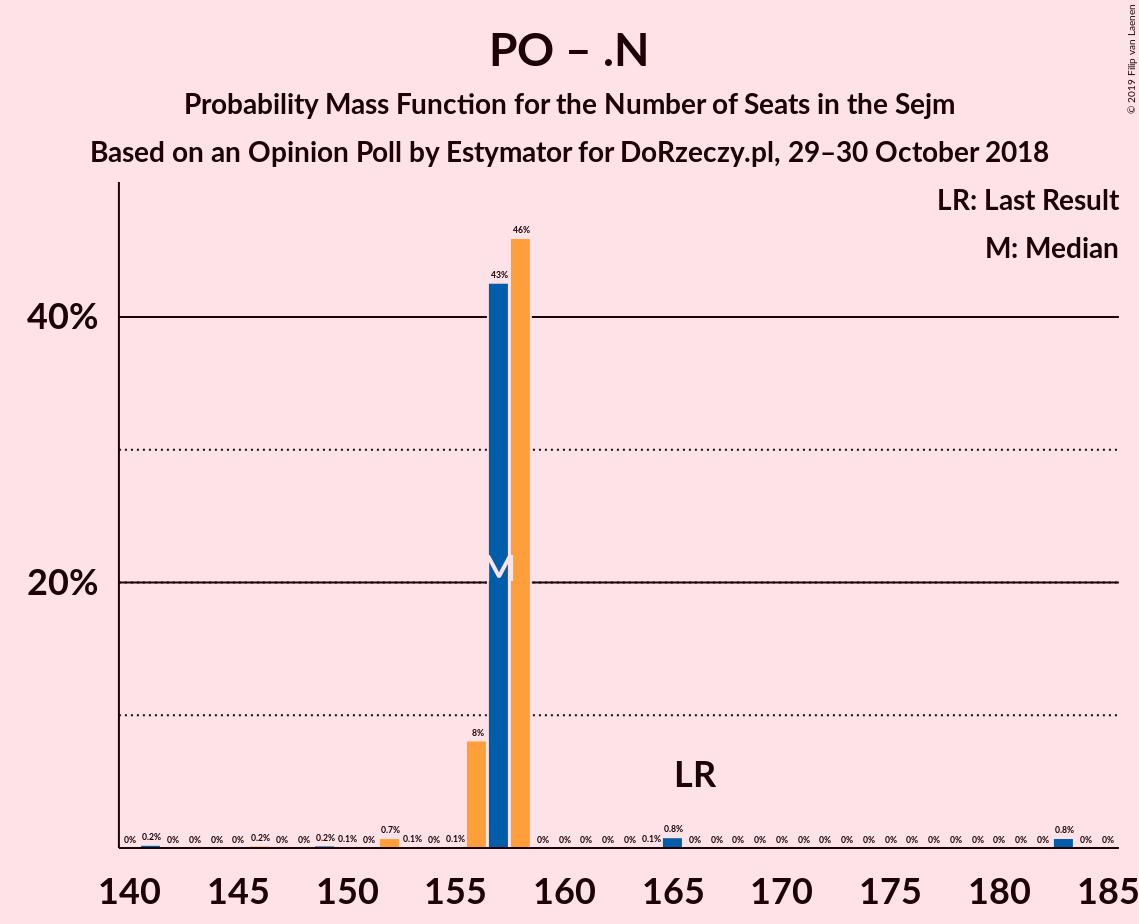 PO – .N
Probability Mass Function for the Number of Seats in the Sejm
Based on an Opinion Poll by Estymator for DoRzeczy.pl, 29–30 October 2018
© 2019 Filip van Laenen
LR: Last Result
M: Median
46%
43%
40%
M
20%
LR
8%
0% 0.2% 0% 0% 0% 0% 0.2% 0% 0% 0.2% 0.1% 0% 0.7% 0.1% 0% 0.1% 0% 0% 0% 0% 0% 0.1% 0.8% 0% 0% 0% 0% 0% 0% 0% 0% 0% 0% 0% 0% 0% 0% 0% 0% 0% 0.8% 0% 0%
140 145 150 155 160 165 170 175 180 185